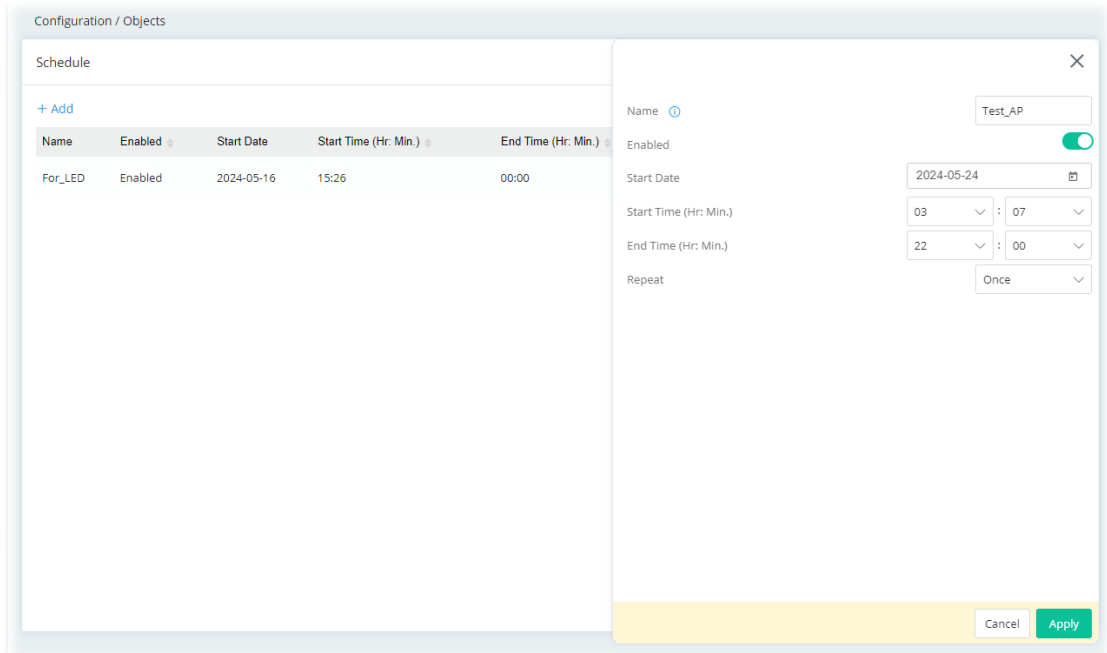 Configuration / Objects
Schedule
+ Add
Name Enabled Start Date Start Time (Hr: Min.) End Time (Hr: Min.)
For_LED Enabled 2024-05-16 15:26 00:00
Name Test_AP
Enabled
Start Date 2024-05-24
Start Time (Hr: Min.) 03 : 07
End Time (Hr: Min.) 22 : 00
Repeat Once
Cancel Apply